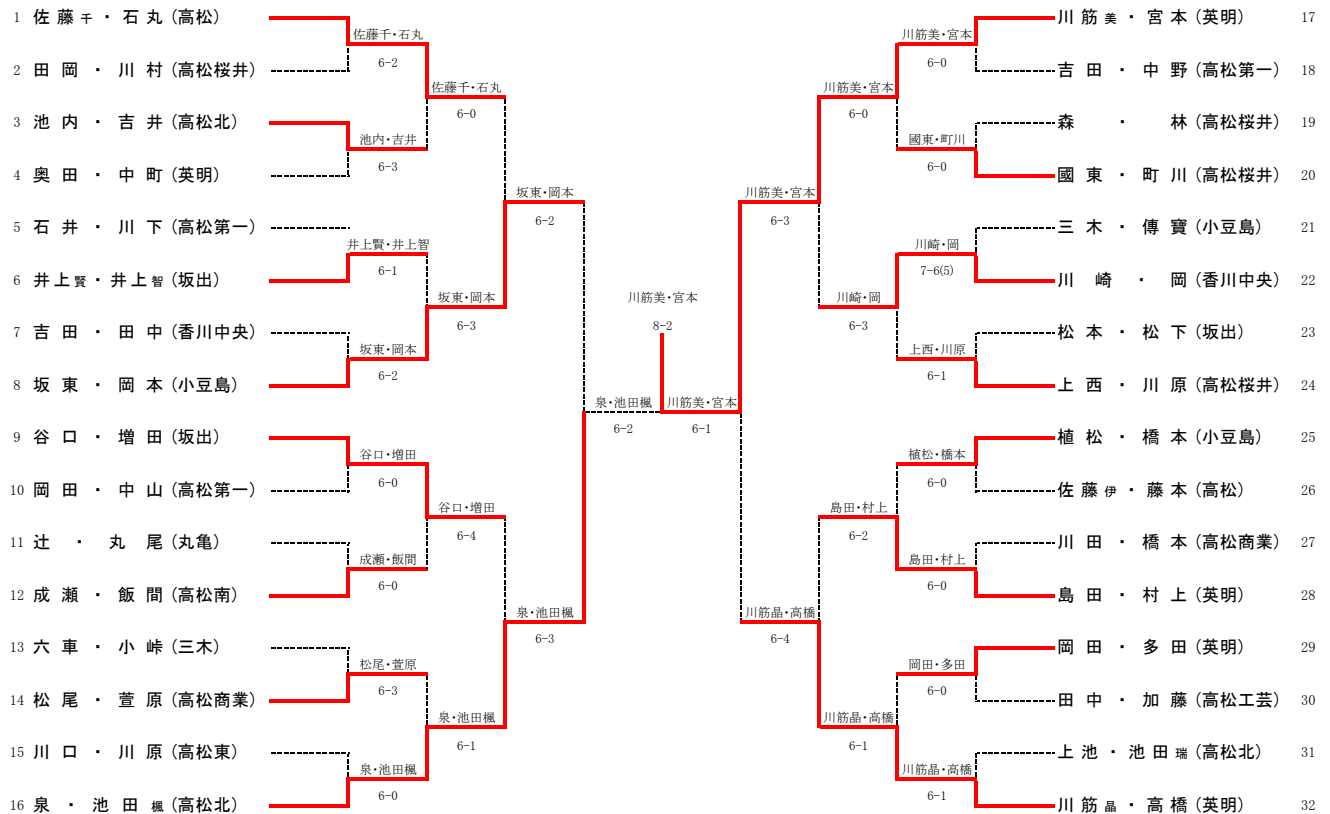 1 佐藤千・石丸 (高松)
2 田岡・川村 (高松桜井)
3 池内・吉井 (高松北)
4 奥田・中町 (英明)
5 石井・川下 (高松第一)
6 井上賢・井上智 (坂出)
7 吉田・田中 (香川中央)
8 坂東・岡本 (小豆島)
9 谷口・増田 (坂出)
10 岡田・中山 (高松第一)
11 辻・丸尾 (丸亀)
12 成瀬・飯間 (高松南)
13 六車・小峠 (三木)
14 松尾・萱原 (高松商業)
15 川口・川原 (高松東)
16 泉・池田楓 (高松北)
佐藤千・石丸
6-2
池内・吉井
6-3
井上賢・井上智
6-1
坂東・岡本
6-2
谷口・増田
6-0
成瀬・飯間
6-0
松尾・萱原
6-3
泉・池田楓
6-0
佐藤千・石丸
6-0
坂東・岡本
6-3
谷口・増田
6-4
泉・池田楓
6-1
坂東・岡本
6-2
泉・池田楓
6-3
泉・池田楓
6-2
川筋美・宮本
8-2
川筋美・宮本
6-1
川筋美・宮本
6-3
川筋晶・高橋
6-4
川筋美・宮本
6-0
川崎・岡
6-3
島田・村上
6-2
川筋晶・高橋
6-1
川筋美・宮本
6-0
國東・町川
6-0
川崎・岡
7-6(5)
上西・川原
6-1
植松・橋本
6-0
島田・村上
6-0
岡田・多田
6-0
川筋晶・高橋
6-1
川筋美・宮本 (英明) 17
吉田・中野 (高松第一) 18
森・林 (高松桜井) 19
國東・町川 (高松桜井) 20
三木・傳寶 (小豆島) 21
川崎・岡 (香川中央) 22
松本・松下 (坂出) 23
上西・川原 (高松桜井) 24
植松・橋本 (小豆島) 25
佐藤伊・藤本 (高松) 26
川田・橋本 (高松商業) 27
島田・村上 (英明) 28
岡田・多田 (英明) 29
田中・加藤 (高松工芸) 30
上池・池田瑞 (高松北) 31
川筋晶・高橋 (英明) 32